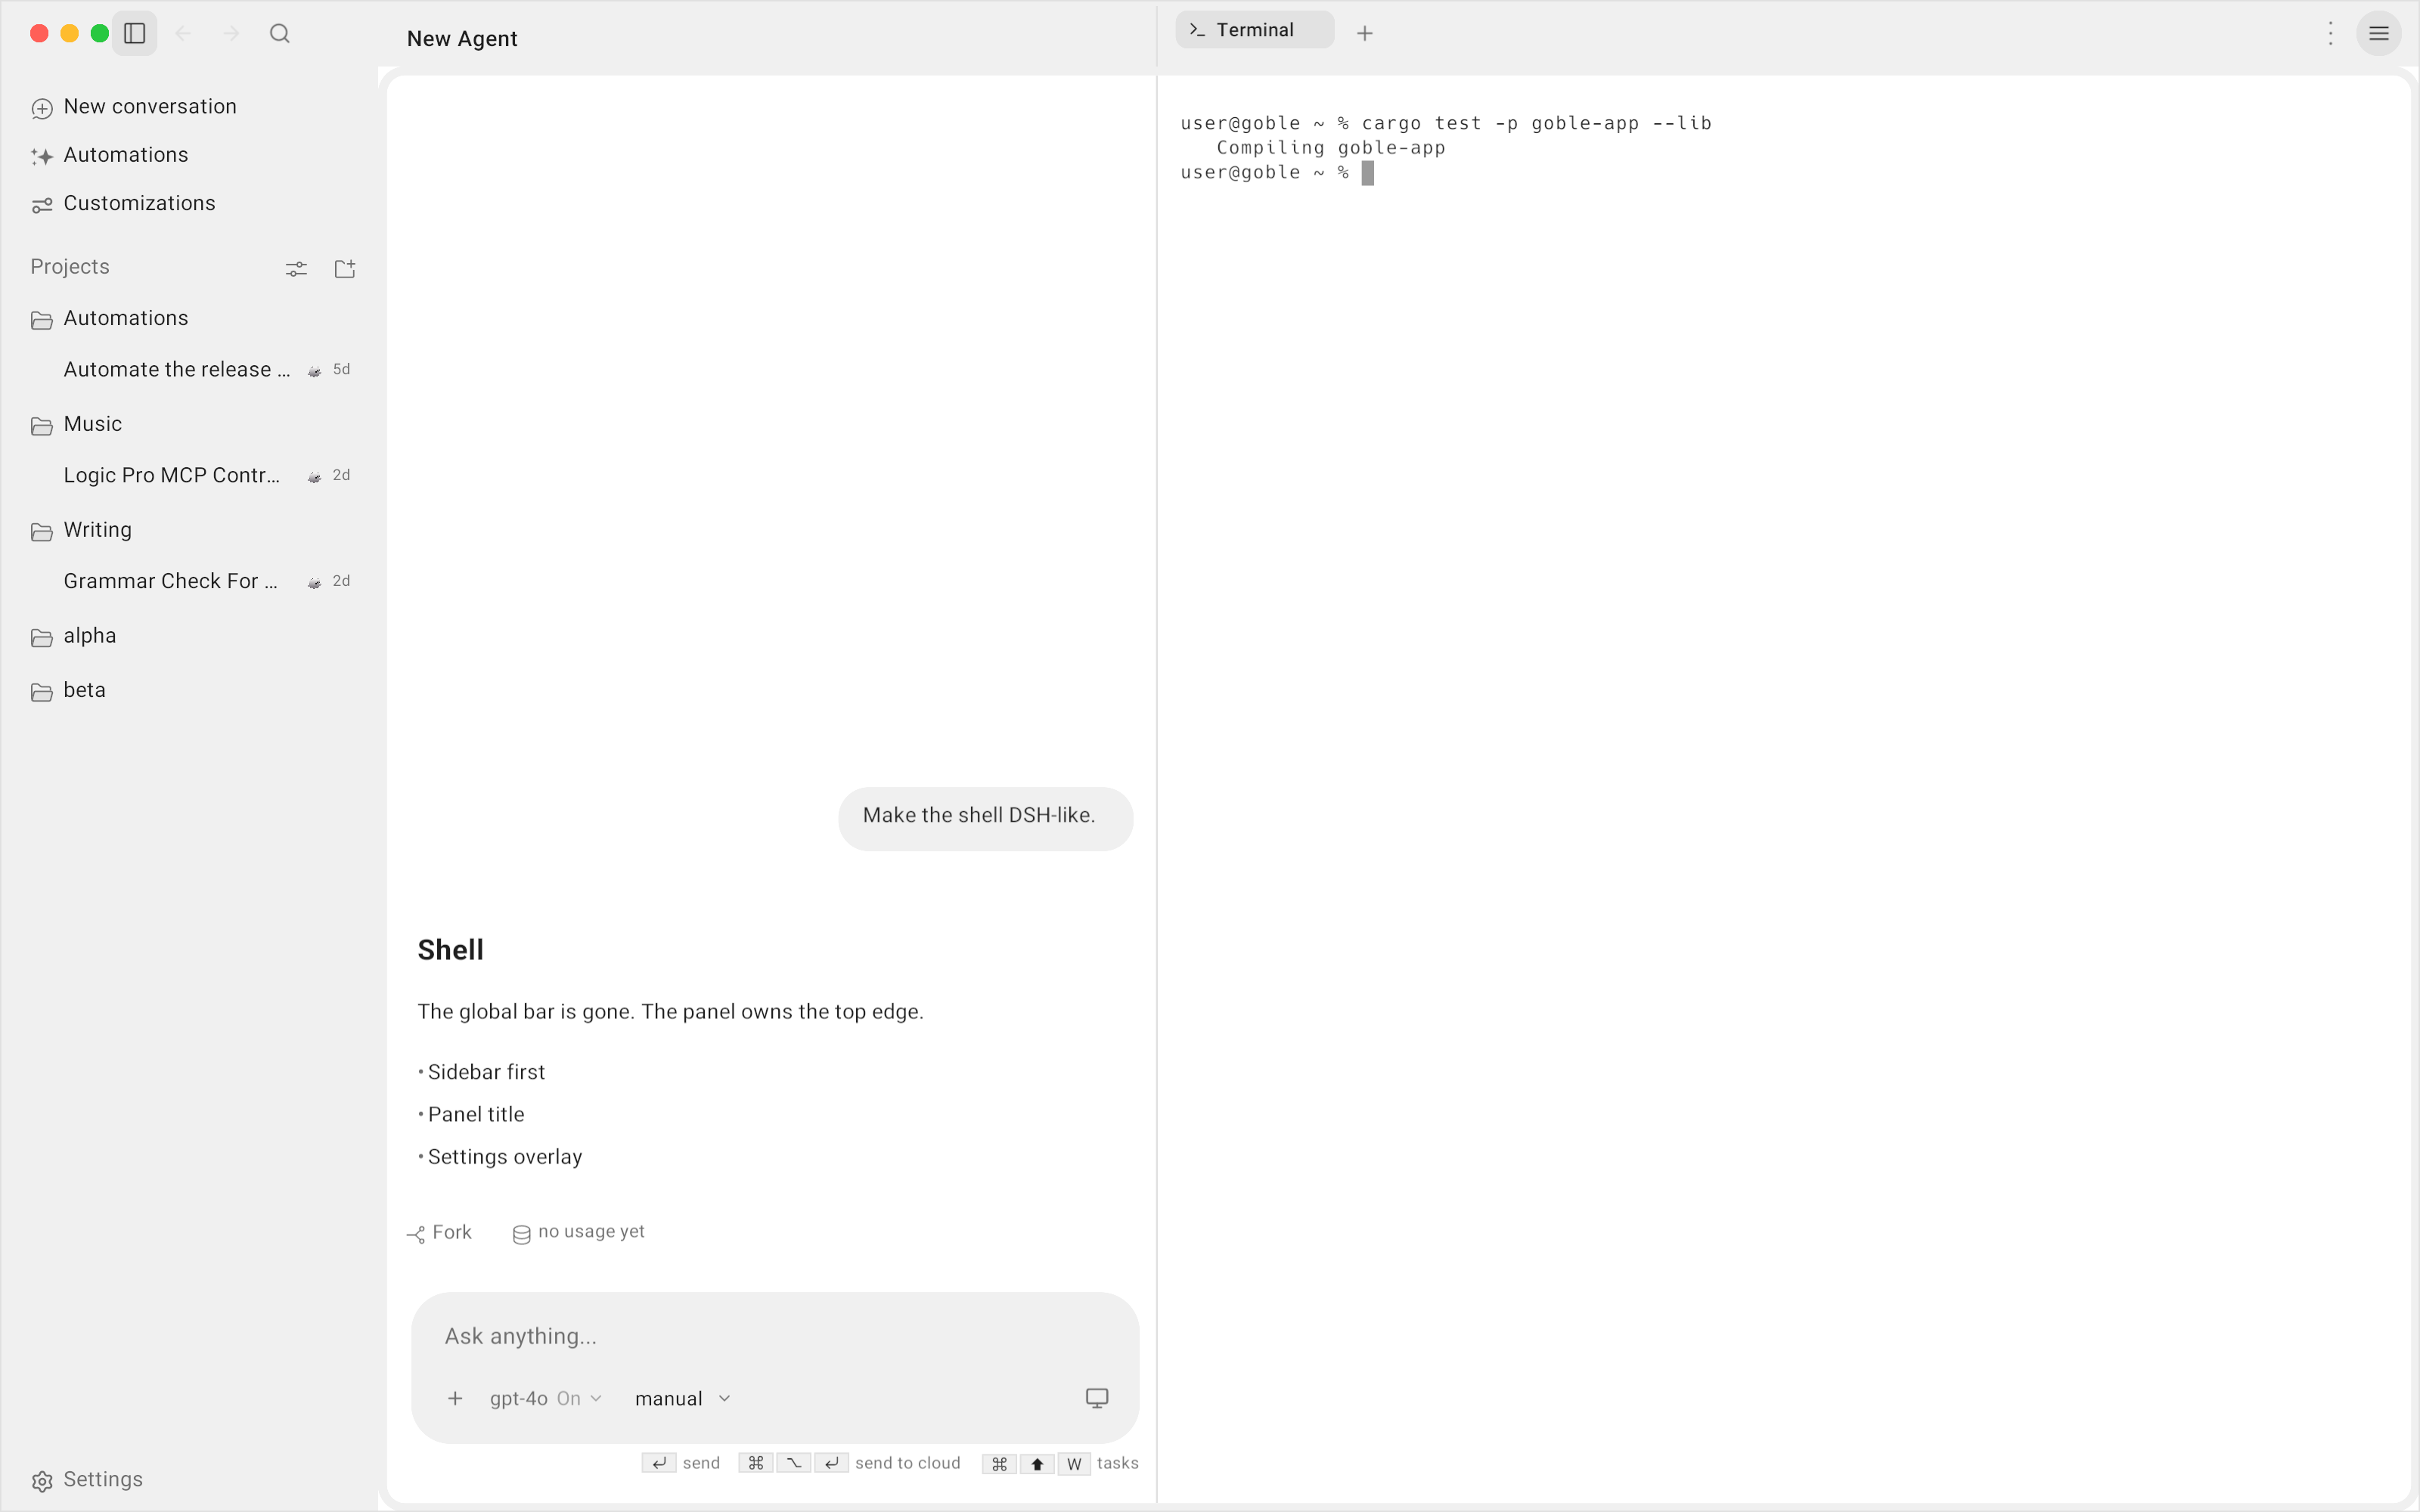 New Agent
Terminal
New conversation
Automations
Customizations
Projects
Automations
Automate the release ... 5d
Music
Logic Pro MCP Contr... 2d
Writing
Grammar Check For ... 2d
alpha
beta
Settings
Make the shell DSH-like.
Shell
The global bar is gone. The panel owns the top edge.
• Sidebar first
• Panel title
• Settings overlay
Fork no usage yet
Ask anything...
+ gpt-4o On manual
↵ send ⌘ ⌥ ↵ send to cloud ⌘ ⬆ W tasks
user@goble ~ % cargo test -p goble-app --lib
Compiling goble-app
user@goble ~ %